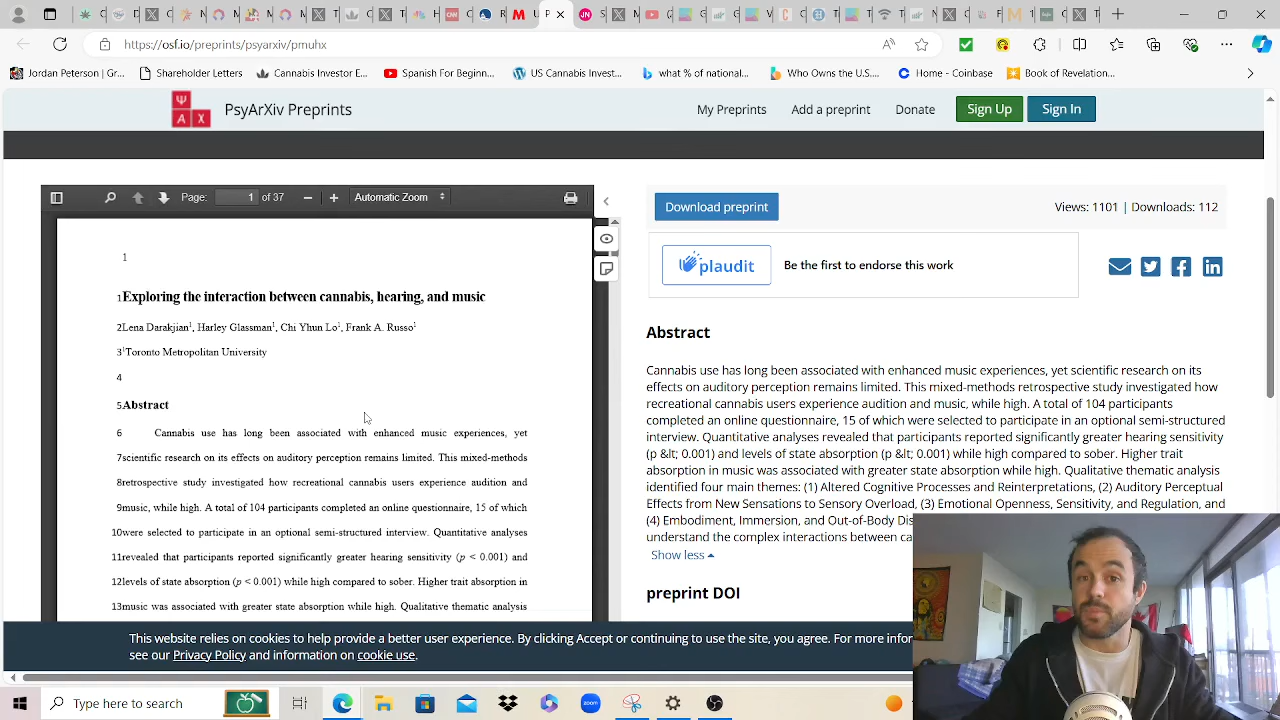 https://osf.io/preprints/psyarxiv/pmuhx
Jordan Peterson | Gr...
Shareholder Letters
Cannabis Investor E...
Spanish For Beginn...
US Cannabis Invest...
what % of national...
Who Owns the U.S....
Home - Coinbase
Book of Revelation...
PsyArXiv Preprints
My Preprints
Add a preprint
Donate
Sign Up
Sign In
Page: 1 of 37
Automatic Zoom
Download preprint
Views: 1101 | Downloads: 112
plaudit
Be the first to endorse this work
1
1Exploring the interaction between cannabis, hearing, and music
2Lena Darakjian1, Harley Glassman1, Chi Yhun Lo1, Frank A. Russo1
31Toronto Metropolitan University
4
5Abstract
6 Cannabis use has long been associated with enhanced music experiences, yet
7scientific research on its effects on auditory perception remains limited. This mixed-methods
8retrospective study investigated how recreational cannabis users experience audition and
9music, while high. A total of 104 participants completed an online questionnaire, 15 of which
10were selected to participate in an optional semi-structured interview. Quantitative analyses
11revealed that participants reported significantly greater hearing sensitivity (p < 0.001) and
12levels of state absorption (p < 0.001) while high compared to sober. Higher trait absorption in
13music was associated with greater state absorption while high. Qualitative thematic analysis
Abstract
Cannabis use has long been associated with enhanced music experiences, yet scientific research on its
effects on auditory perception remains limited. This mixed-methods retrospective study investigated how
recreational cannabis users experience audition and music, while high. A total of 104 participants
completed an online questionnaire, 15 of which were selected to participate in an optional semi-structured
interview. Quantitative analyses revealed that participants reported significantly greater hearing sensitivity
(p &lt; 0.001) and levels of state absorption (p &lt; 0.001) while high compared to sober. Higher trait
absorption in music was associated with greater state absorption while high. Qualitative thematic analysis
identified four main themes: (1) Altered Cognitive Processes and Reinterpretations, (2) Auditory Perceptual
Effects from New Sensations to Sensory Overload, (3) Emotional Openness, Sensitivity, and Regulation, and
(4) Embodiment, Immersion, and Out-of-Body Dis
understand the complex interactions between ca
Show less
preprint DOI
This website relies on cookies to help provide a better user experience. By clicking Accept or continuing to use the site, you agree. For more infor
see our Privacy Policy and information on cookie use.
Type here to search
zoom